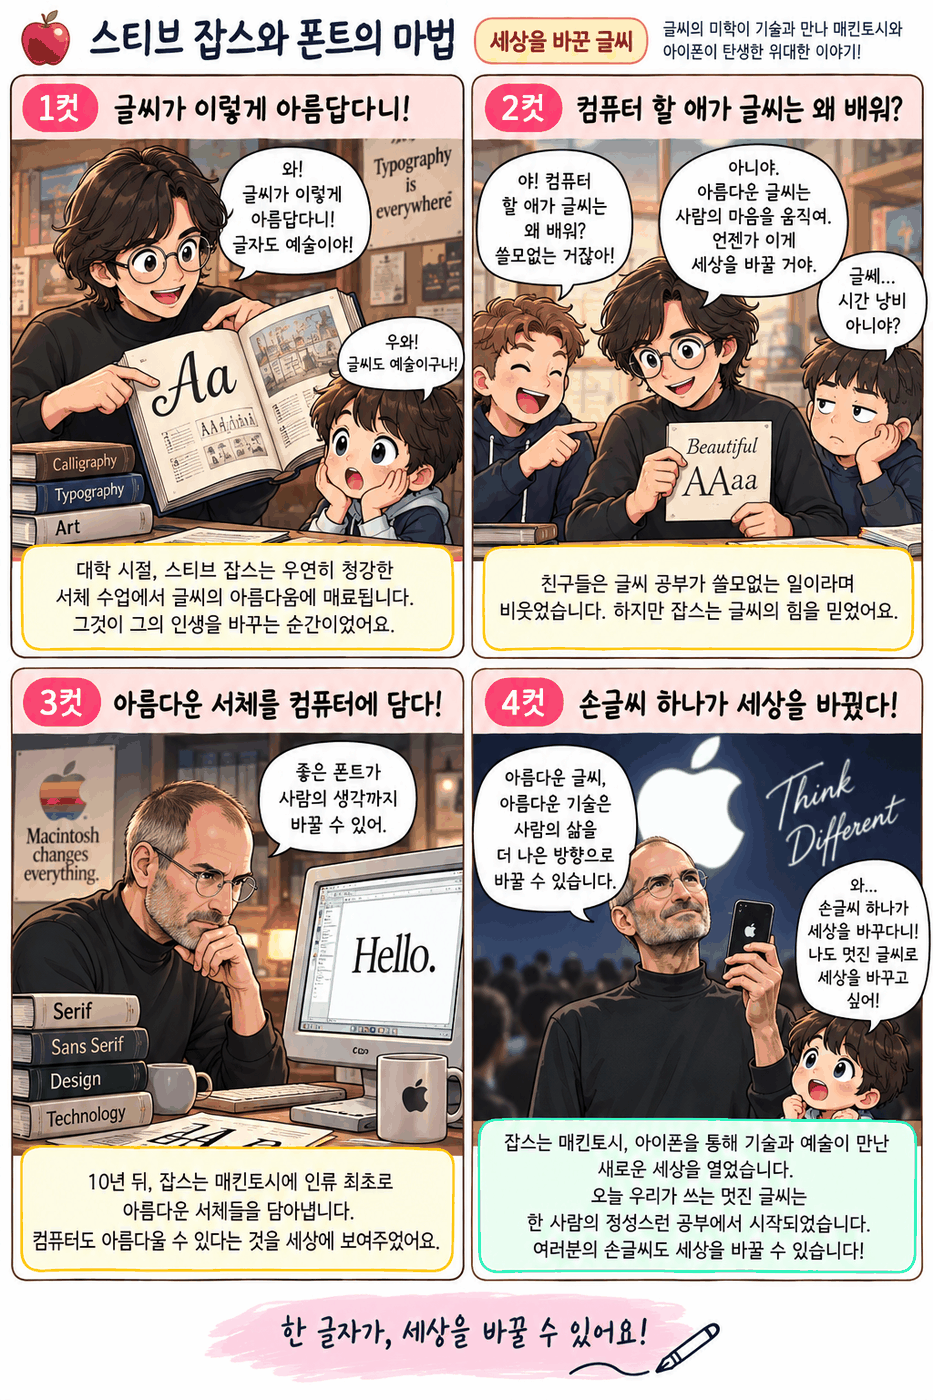 스티브 잡스와 폰트의 마법
세상을 바꾼 글씨
글씨의 미학이 기술과 만나 매킨토시와
아이폰이 탄생한 위대한 이야기!
1컷 글씨가 이렇게 아름답다니!
와!
글씨가 이렇게
아름답다니!
글자도 예술이야!
Typography
is
everywhere
우와!
글씨도 예술이구나!
Aa
Calligraphy
Typography
Art
대학 시절, 스티브 잡스는 우연히 청강한
서체 수업에서 글씨의 아름다움에 매료됩니다.
그것이 그의 인생을 바꾸는 순간이었어요.
2컷 컴퓨터 할 애가 글씨는 왜 배워?
야! 컴퓨터
할 애가 글씨는
왜 배워?
쓸모없는 거잖아!
아니야.
아름다운 글씨는
사람의 마음을 움직여.
언젠가 이게
세상을 바꿀 거야.
글쎄...
시간 낭비
아니야?
Beautiful
AAaa
친구들은 글씨 공부가 쓸모없는 일이라며
비웃었습니다. 하지만 잡스는 글씨의 힘을 믿었어요.
3컷 아름다운 서체를 컴퓨터에 담다!
좋은 폰트가
사람의 생각까지
바꿀 수 있어.
Macintosh
changes
everything.
Hello.
Serif
Sans Serif
Design
Technology
10년 뒤, 잡스는 매킨토시에 인류 최초로
아름다운 서체들을 담아냅니다.
컴퓨터도 아름다울 수 있다는 것을 세상에 보여주었어요.
4컷 손글씨 하나가 세상을 바꿨다!
아름다운 글씨,
아름다운 기술은
사람의 삶을
더 나은 방향으로
바꿀 수 있습니다.
Think
Different
와...
손글씨 하나가
세상을 바꾸다니!
나도 멋진 글씨로
세상을 바꾸고
싶어!
잡스는 매킨토시, 아이폰을 통해 기술과 예술이 만난
새로운 세상을 열었습니다.
오늘 우리가 쓰는 멋진 글씨는
한 사람의 정성스런 공부에서 시작되었습니다.
여러분의 손글씨도 세상을 바꿀 수 있습니다!
한 글자가, 세상을 바꿀 수 있어요!